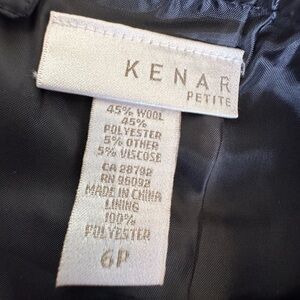 KENAR
PETITE
45% WOOL
45%
POLYESTER
5% OTHER
5% VISCOSE
CA 28792
RN 95092
MADE IN CHINA
LINING
100%
POLYESTER
6P